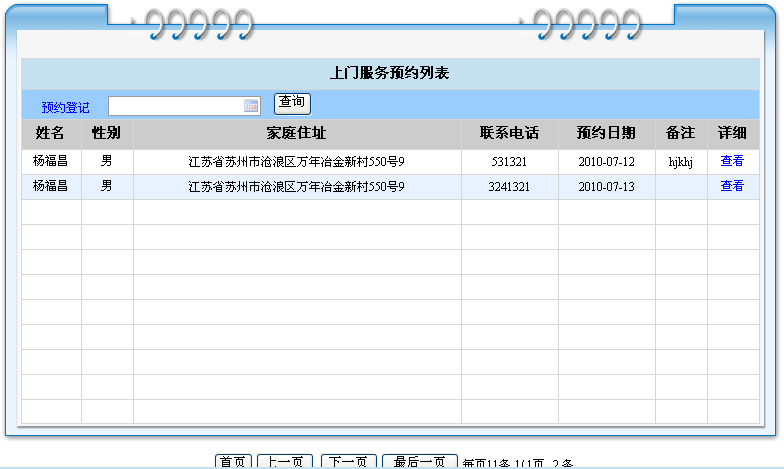 上门服务预约列表
预约登记 查询
姓名 性别 家庭住址 联系电话 预约日期 备注 详细
杨福昌 男 江苏省苏州市沧浪区万年冶金新村550号9 531321 2010-07-12 hjkhj 查看
杨福昌 男 江苏省苏州市沧浪区万年冶金新村550号9 3241321 2010-07-13 查看
首页 上一页 下一页 最后一页 每页11条 1/1页 2 条